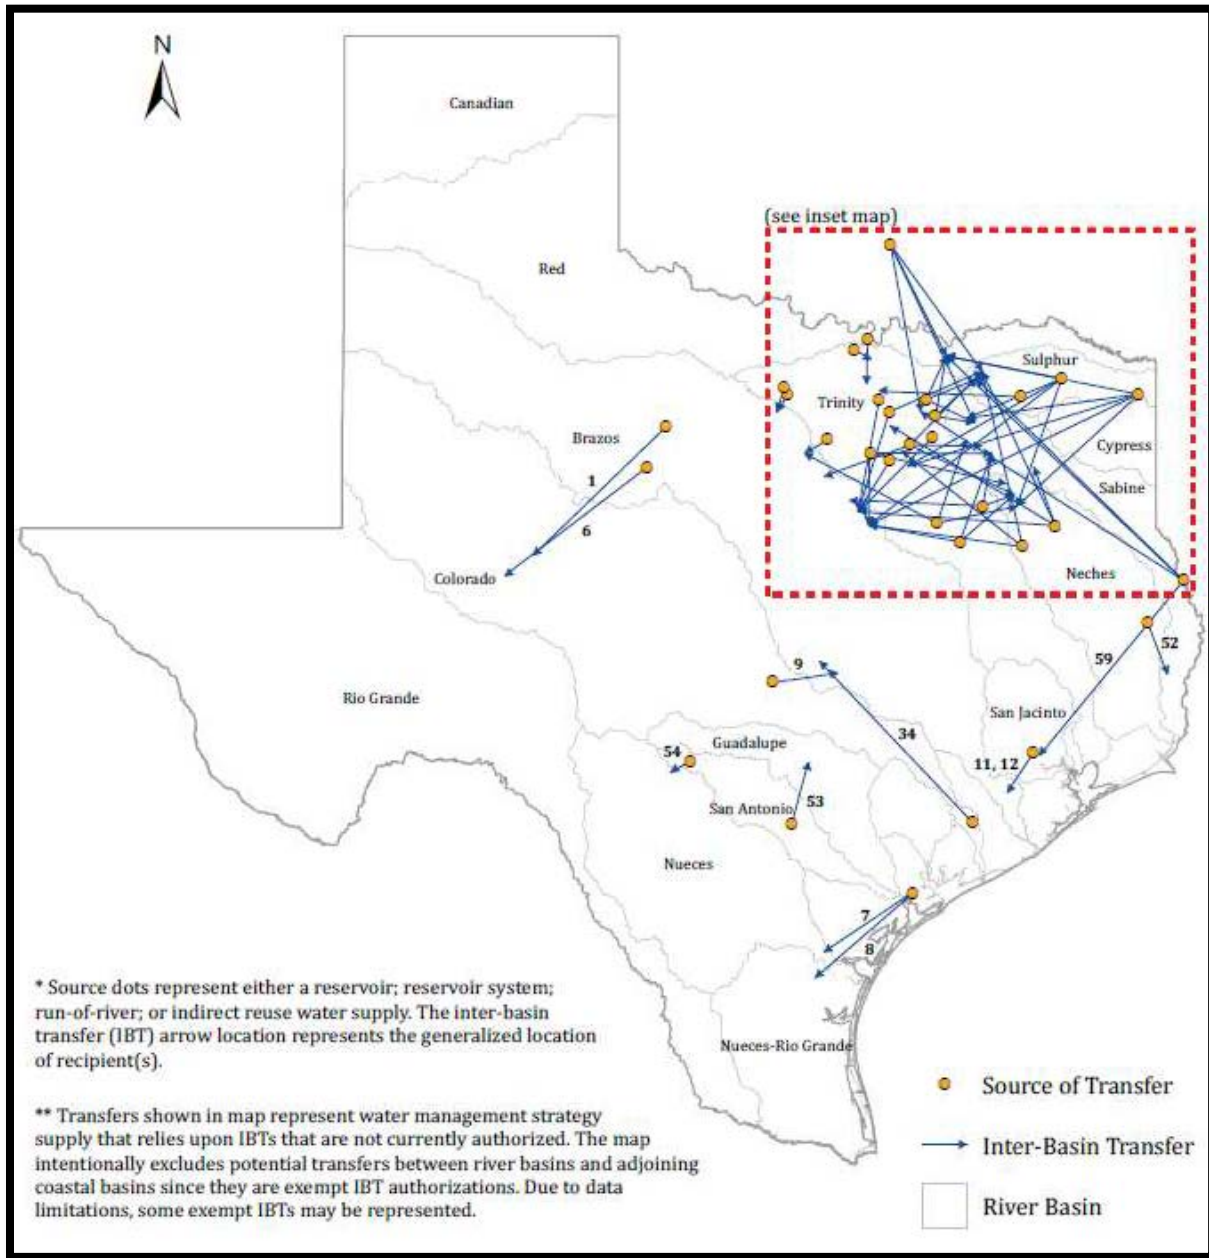 N
Canadian
(see inset map)
Red
Sulphur
Trinity
Brazos
Cypress
1
Sabine
6
Colorado
Neches
52
59
9
Rio Grande
San Jacinto
34
Guadalupe
54
11, 12
San Antonio
53
Nueces
7
8
* Source dots represent either a reservoir; reservoir system;
run-of-river; or indirect reuse water supply. The inter-basin
transfer (IBT) arrow location represents the generalized location
of recipient(s).
Nueces-Rio Grande
Source of Transfer
** Transfers shown in map represent water management strategy
supply that relies upon IBTs that are not currently authorized. The map
intentionally excludes potential transfers between river basins and adjoining
coastal basins since they are exempt IBT authorizations. Due to data
limitations, some exempt IBTs may be represented.
Inter-Basin Transfer
River Basin